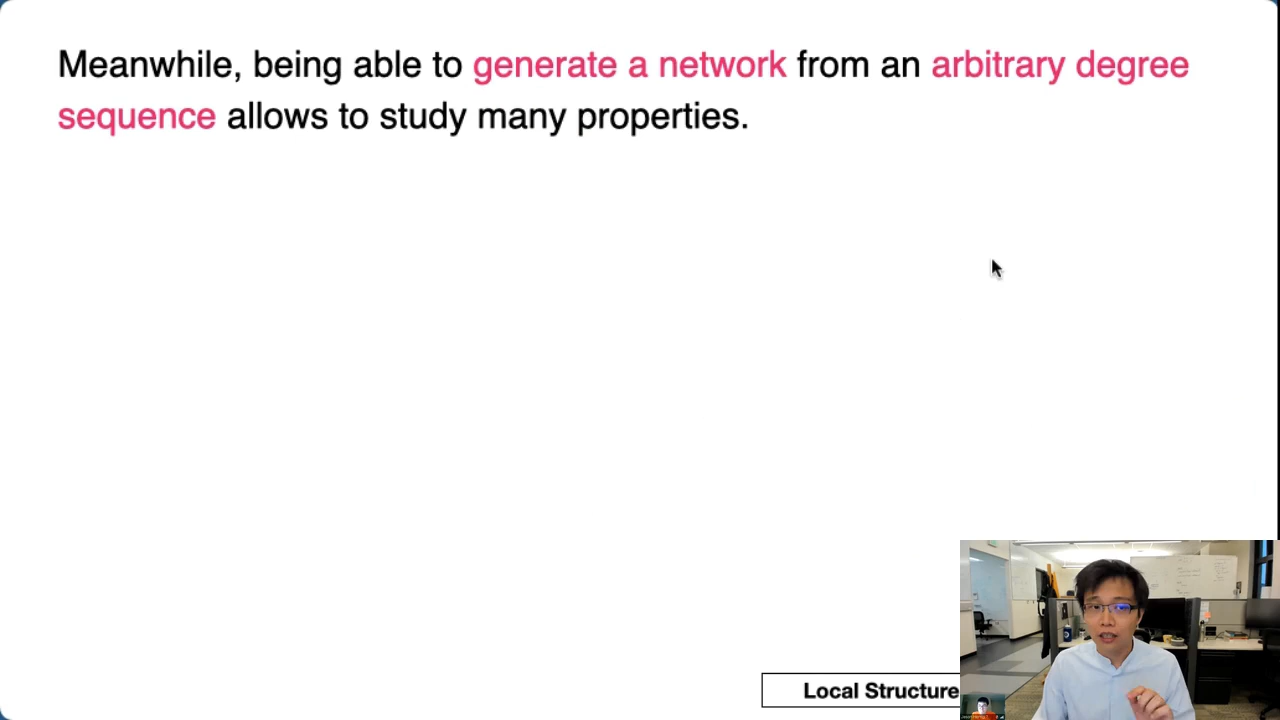 Meanwhile, being able to generate a network from an arbitrary degree
sequence allows to study many properties.
Local Structure